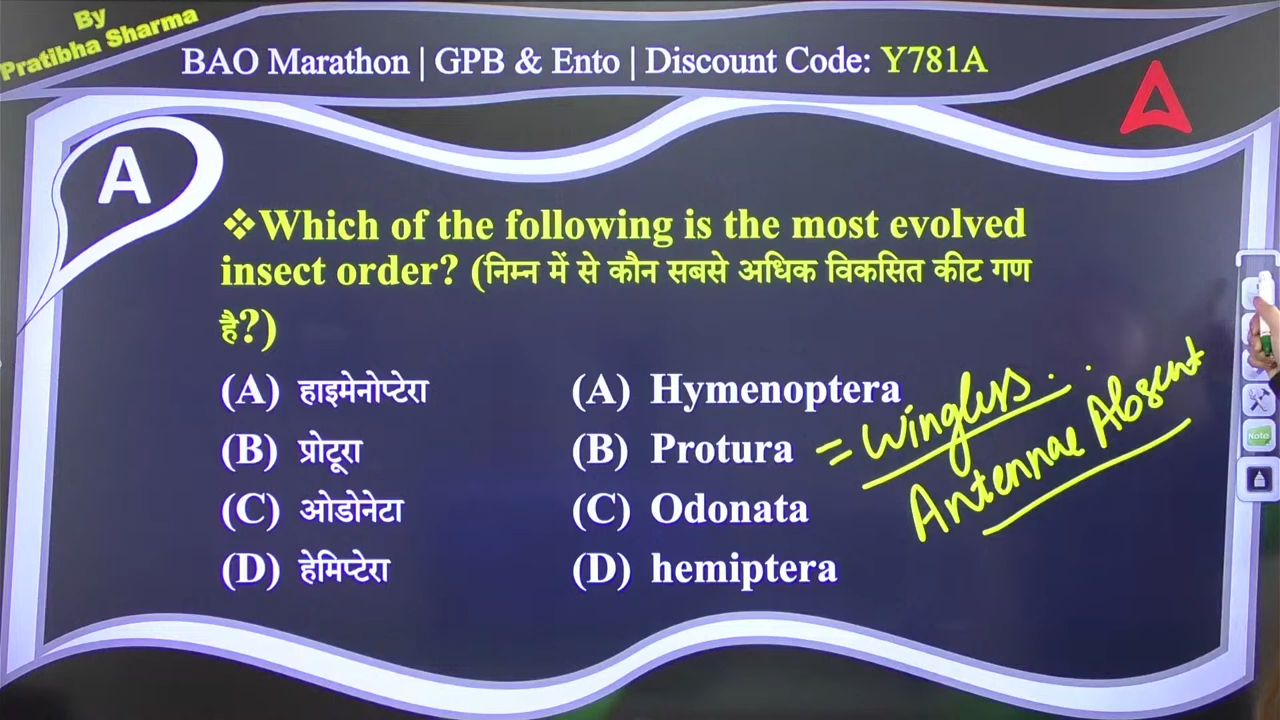 By
Pratibha Sharma
BAO Marathon | GPB & Ento | Discount Code: Y781A
A
❖Which of the following is the most evolved
insect order? (निम्न में से कौन सबसे अधिक विकसित कीट गण
है?)
(A) हाइमेनोप्टेरा (A) Hymenoptera
(B) प्रोटूरा (B) Protura = Wingless
Antennae Absent
(C) ओडोनेटा (C) Odonata
(D) हेमिप्टेरा (D) hemiptera
Note